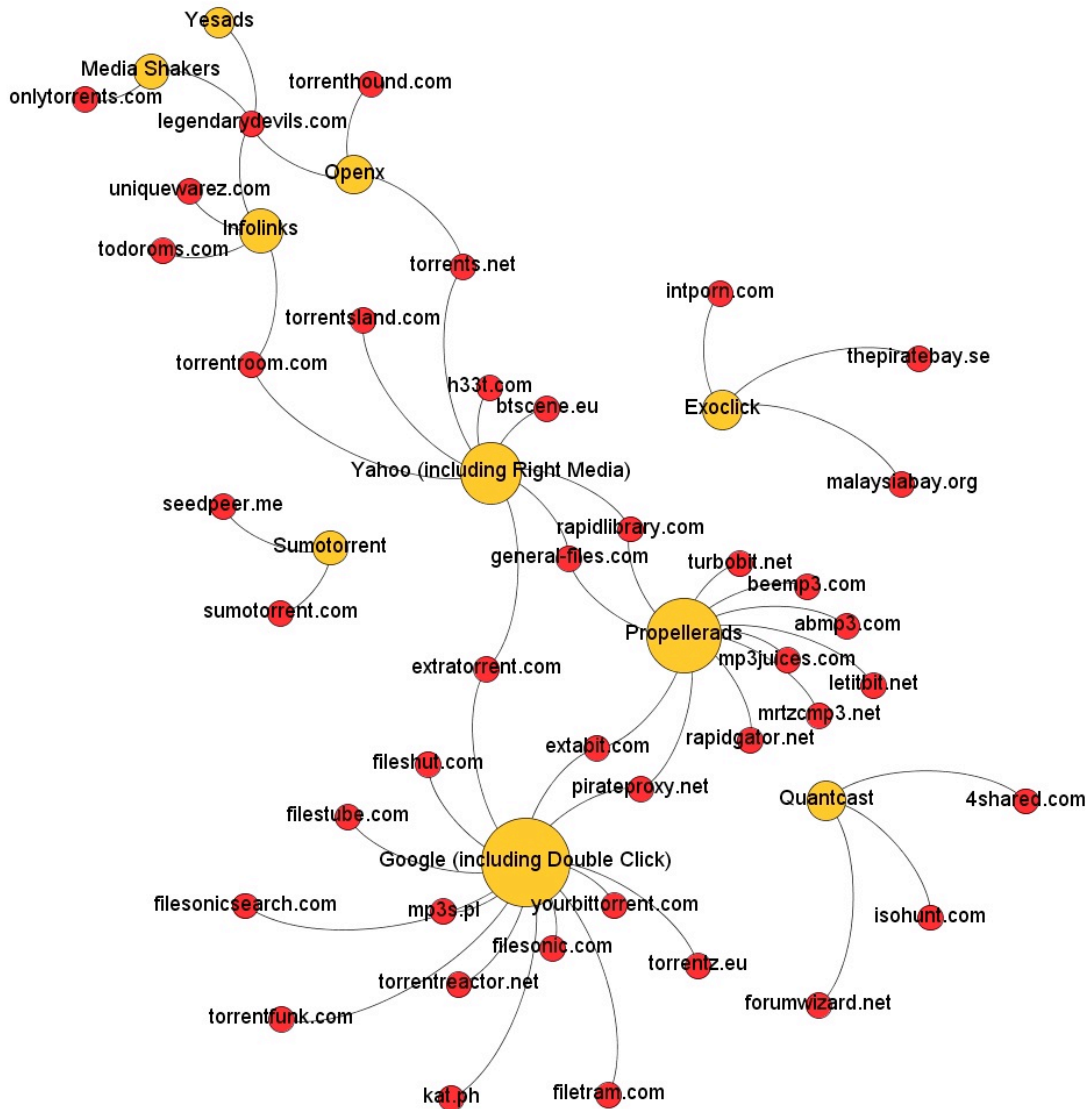 Yesads
Media Shakers
torrenthound.com
onlytorrents.com
legendarydevils.com
Openx
uniquewarez.com
Infolinks
todoroms.com
torrents.net
intporn.com
torrentsland.com
thepiratebay.se
torrentroom.com
h33t.com
btscene.eu
Exoclick
Yahoo (including Right Media)
malaysiabay.org
seedpeer.me
rapidlibrary.com
Sumotorrent
general-files.com
turbobit.net
beemp3.com
sumotorrent.com
abmp3.com
Propellerads
mp3juices.com
extratorrent.com
letitbit.net
mrtzcmp3.net
rapidgator.net
extabit.com
fileshut.com
pirateproxy.net
Quantcast
4shared.com
filestube.com
Google (including Double Click)
filesonicsearch.com
mp3s.pl
yourbittorrent.com
isohunt.com
filesonic.com
torrentz.eu
torrentreactor.net
forumwizard.net
torrentfunk.com
kat.ph
filetram.com